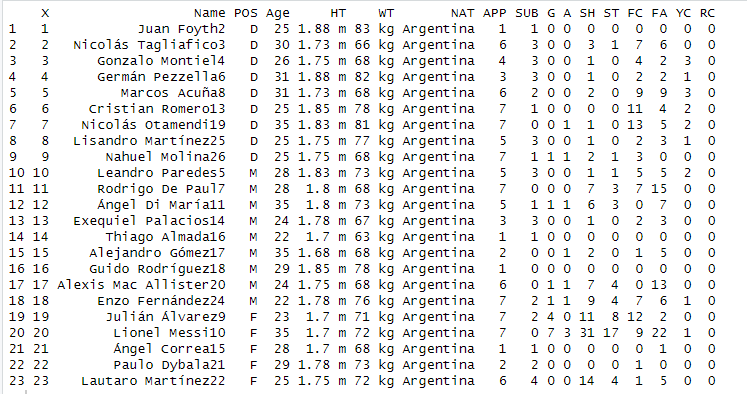 X Name POS Age HT WT NAT APP SUB G A SH ST FC FA YC RC
1 1 Juan Foyth2 D 25 1.88 m 83 kg Argentina 1 1 0 0 0 0 0 0 0 0
2 2 Nicolás Tagliafico3 D 30 1.73 m 66 kg Argentina 6 3 0 0 3 1 7 6 0 0
3 3 Gonzalo Montiel4 D 26 1.75 m 68 kg Argentina 4 3 0 0 1 0 4 2 3 0
4 4 Germán Pezzella6 D 31 1.88 m 82 kg Argentina 3 3 0 0 1 0 2 2 1 0
5 5 Marcos Acuña8 D 31 1.73 m 68 kg Argentina 6 2 0 0 2 0 9 9 3 0
6 6 Cristian Romero13 D 25 1.85 m 78 kg Argentina 7 1 0 0 0 0 11 4 2 0
7 7 Nicolás Otamendi19 D 35 1.83 m 81 kg Argentina 7 0 0 1 1 0 13 5 2 0
8 8 Lisandro Martínez25 D 25 1.75 m 77 kg Argentina 5 3 0 0 1 0 2 3 1 0
9 9 Nahuel Molina26 D 25 1.75 m 68 kg Argentina 7 1 1 1 2 1 3 0 0 0
10 10 Leandro Paredes5 M 28 1.83 m 73 kg Argentina 5 3 0 0 1 1 5 5 2 0
11 11 Rodrigo De Paul7 M 28 1.8 m 68 kg Argentina 7 0 0 0 7 3 7 15 0 0
12 12 Ángel Di María11 M 35 1.8 m 73 kg Argentina 5 1 1 1 6 3 0 7 0 0
13 13 Exequiel Palacios14 M 24 1.78 m 67 kg Argentina 3 3 0 0 1 0 2 3 0 0
14 14 Thiago Almada16 M 22 1.7 m 63 kg Argentina 1 1 0 0 0 0 0 0 0 0
15 15 Alejandro Gómez17 M 35 1.68 m 68 kg Argentina 2 0 0 1 2 0 1 5 0 0
16 16 Guido Rodríguez18 M 29 1.85 m 78 kg Argentina 1 0 0 0 0 0 0 0 0 0
17 17 Alexis Mac Allister20 M 24 1.75 m 68 kg Argentina 6 0 1 1 7 4 0 13 0 0
18 18 Enzo Fernández24 M 22 1.78 m 76 kg Argentina 7 2 1 1 9 4 7 6 1 0
19 19 Julián Álvarez9 F 23 1.7 m 71 kg Argentina 7 2 4 0 11 8 12 2 0 0
20 20 Lionel Messi10 F 35 1.7 m 72 kg Argentina 7 0 7 3 31 17 9 22 1 0
21 21 Ángel Correa15 F 28 1.7 m 68 kg Argentina 1 1 0 0 0 0 0 1 0 0
22 22 Paulo Dybala21 F 29 1.78 m 73 kg Argentina 2 2 0 0 0 0 1 0 0 0
23 23 Lautaro Martínez22 F 25 1.75 m 72 kg Argentina 6 4 0 0 14 4 1 5 0 0